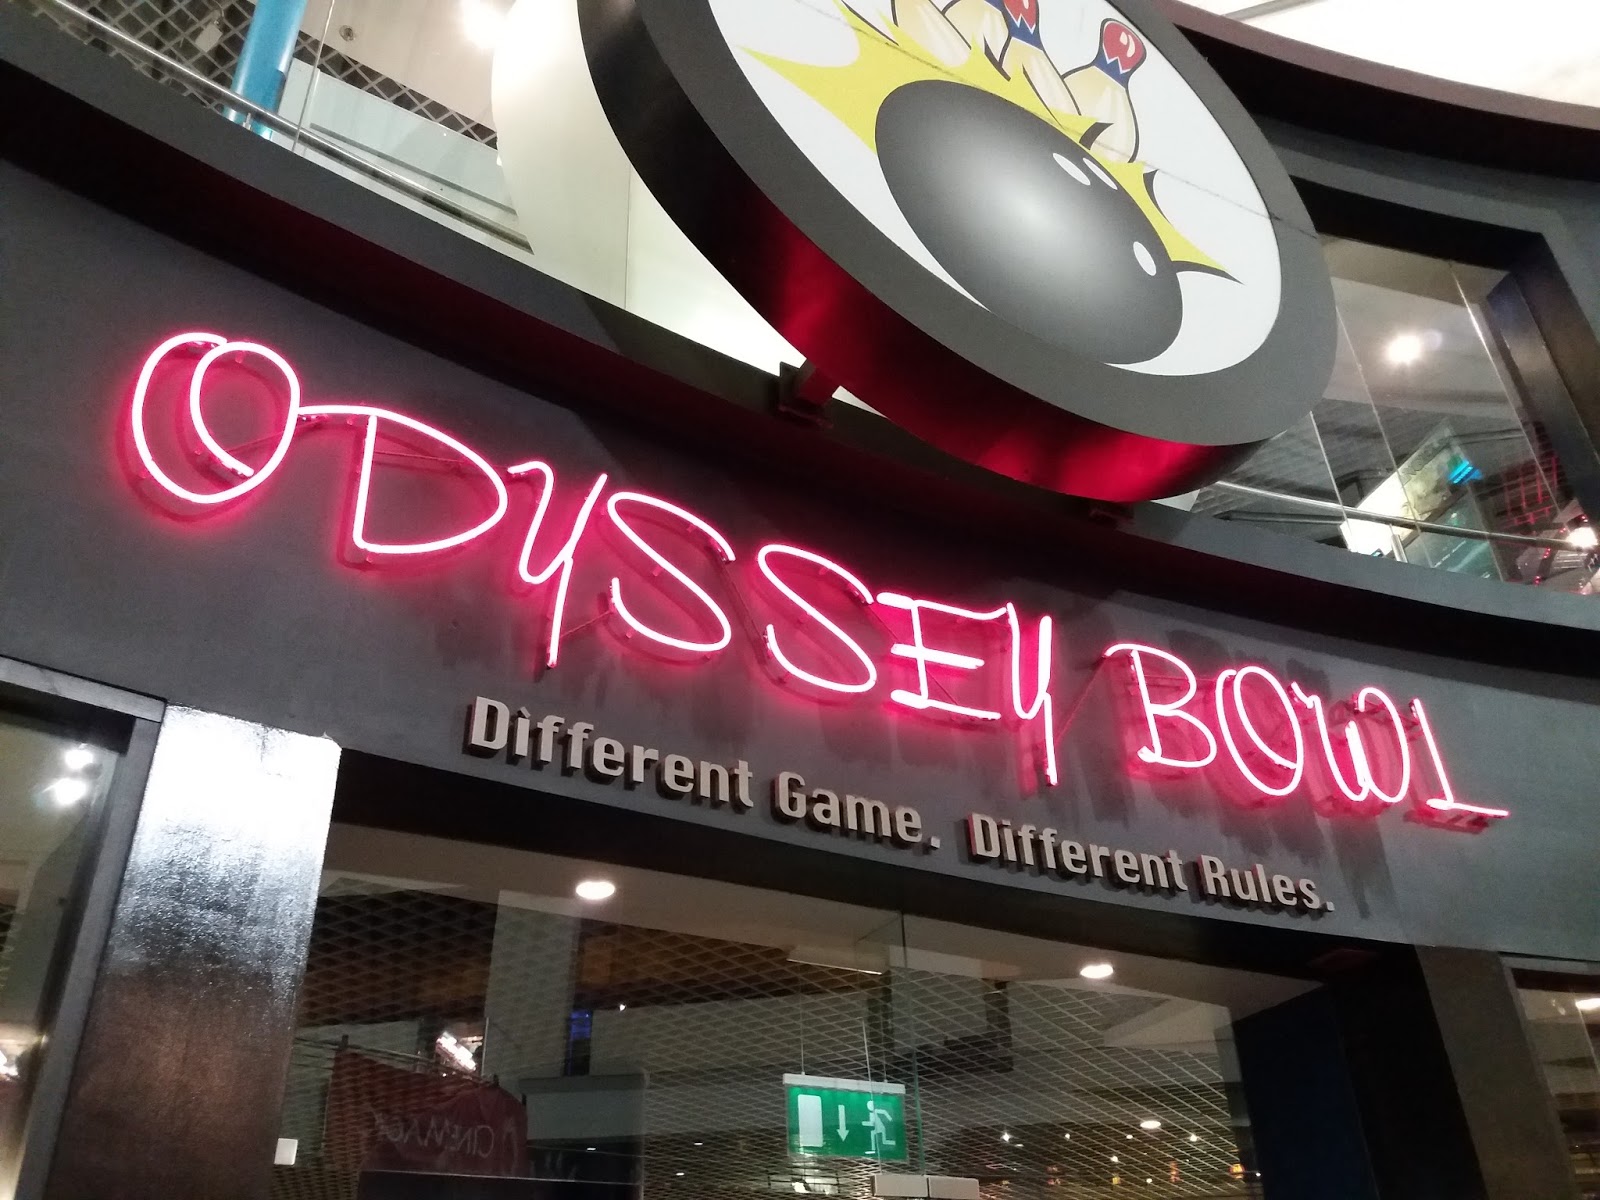 ODYSSEY BOWL
Different Game. Different Rules.